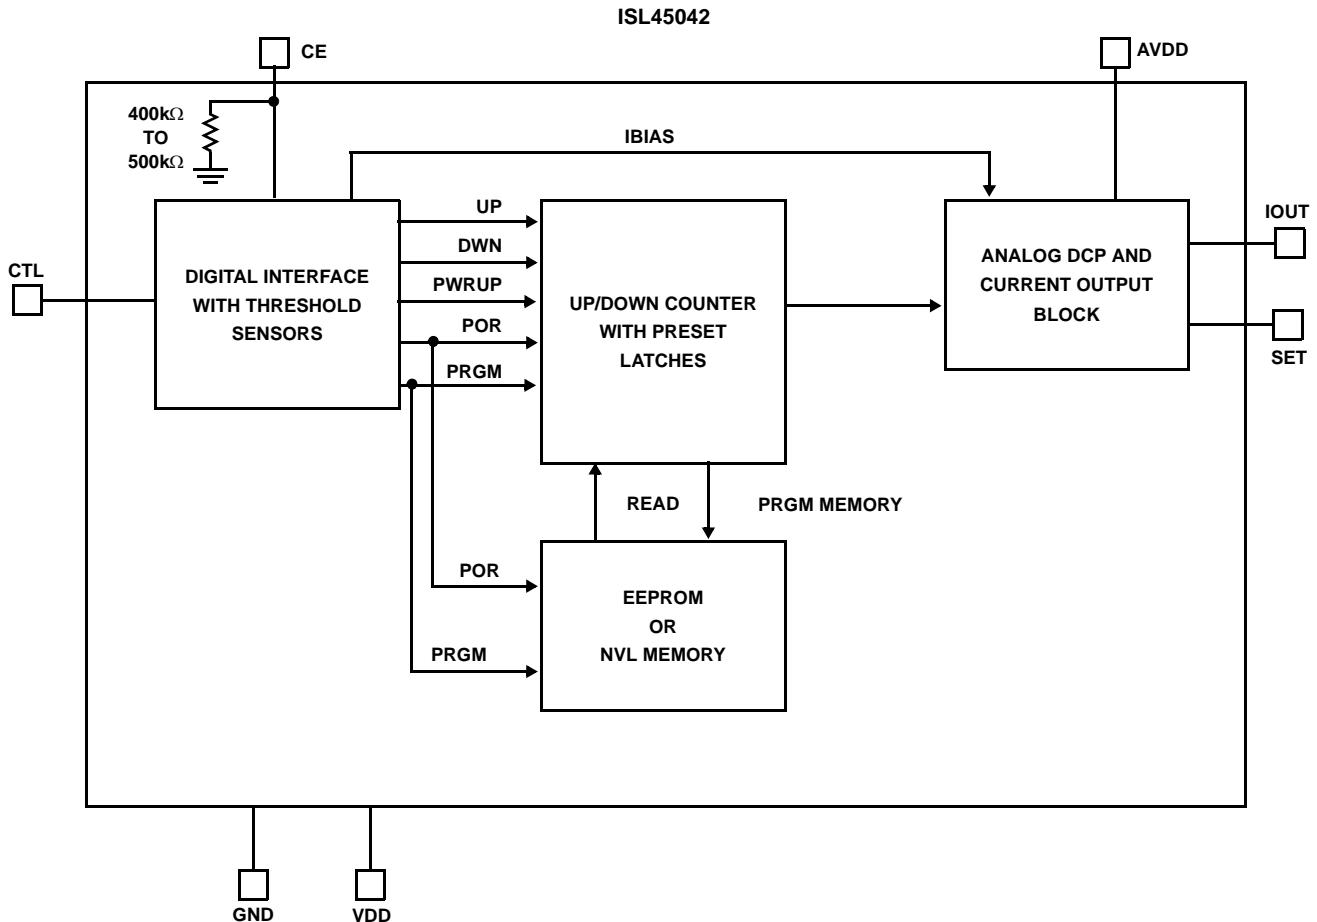 ISL45042
CE
AVDD
400kΩ
TO
500kΩ
IBIAS
UP
DWN
PWRUP
POR
PRGM
CTL
DIGITAL INTERFACE
WITH THRESHOLD
SENSORS
UP/DOWN COUNTER
WITH PRESET
LATCHES
ANALOG DCP AND
CURRENT OUTPUT
BLOCK
IOUT
SET
READ
PRGM MEMORY
POR
PRGM
EEPROM
OR
NVL MEMORY
GND
VDD